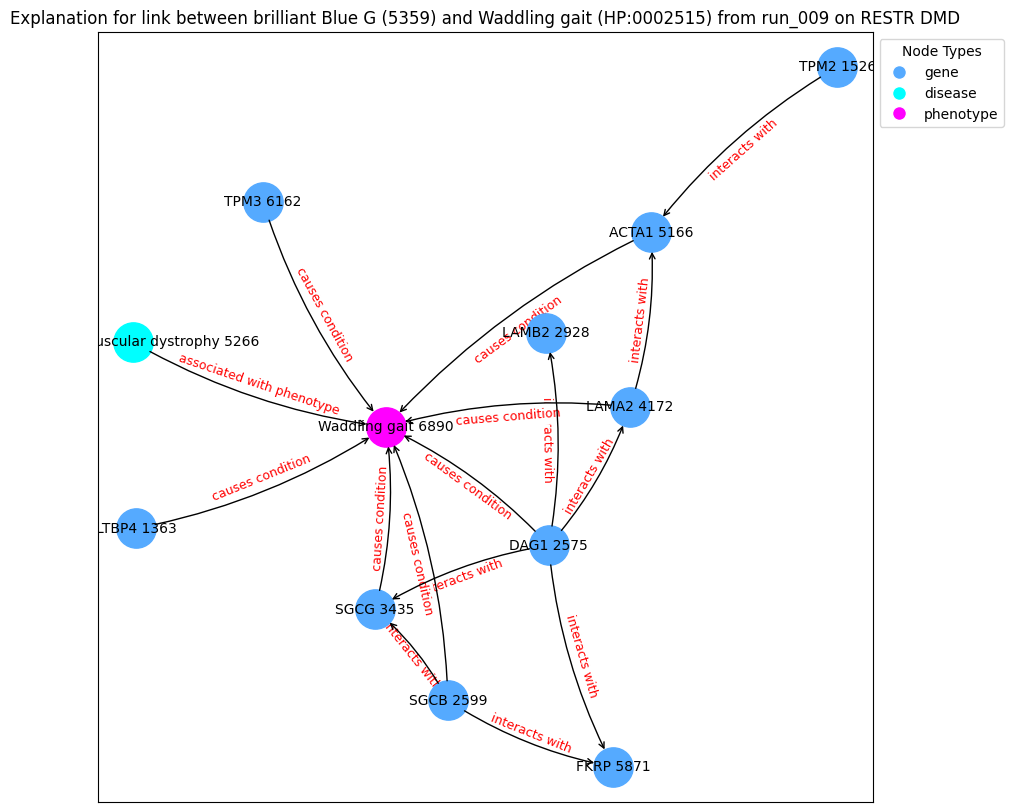 Explanation for link between brilliant Blue G (5359) and Waddling gait (HP:0002515) from run_009 on RESTR DMD
Node Types
gene
disease
phenotype
TPM2 1526
interacts with
TPM3 6162
ACTA1 5166
causes condition
interacts with
causes condition
LAMB2 2928
uscular dystrophy 5266
associated with phenotype
LAMA2 4172
causes condition
Waddling gait 6890
acts with
causes condition
interacts with
causes condition
LTBP4 1363
causes condition
causes condition
DAG1 2575
teracts with
SGCG 3435
interacts with
interacts with
SGCB 2599
interacts with
FKRP 5871